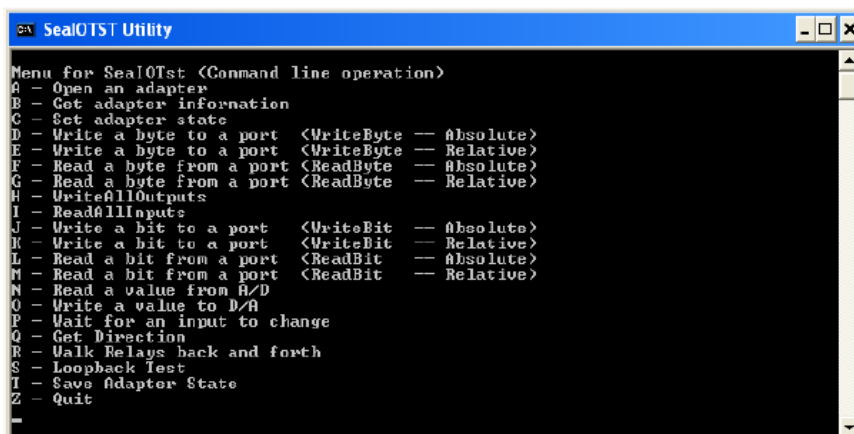 SeaIOTST Utility
Menu for SeaIOTst (Command line operation)
A - Open an adapter
B - Get adapter information
C - Set adapter state
D - Write a byte to a port (WriteByte -- Absolute)
E - Write a byte to a port (WriteByte -- Relative)
F - Read a byte from a port (ReadByte -- Absolute)
G - Read a byte from a port (ReadByte -- Relative)
H - WriteAllOutputs
I - ReadAllInputs
J - Write a bit to a port (WriteBit -- Absolute)
K - Write a bit to a port (WriteBit -- Relative)
L - Read a bit from a port (ReadBit -- Absolute)
M - Read a bit from a port (ReadBit -- Relative)
N - Read a value from A/D
O - Write a value to D/A
P - Wait for an input to change
Q - Get Direction
R - Walk Relays back and forth
S - Loopback Test
T - Save Adapter State
Z - Quit